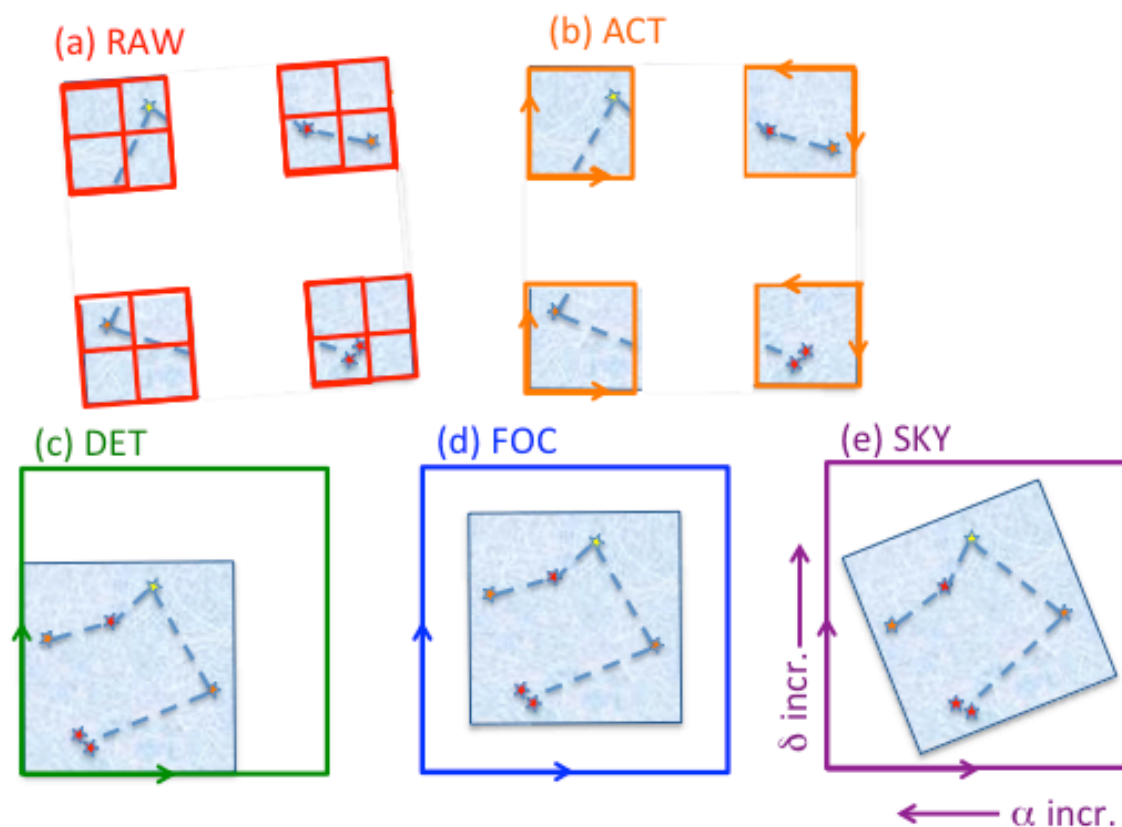 (a) RAW
(b) ACT
(c) DET
(d) FOC
(e) SKY
δ incr.
α incr.